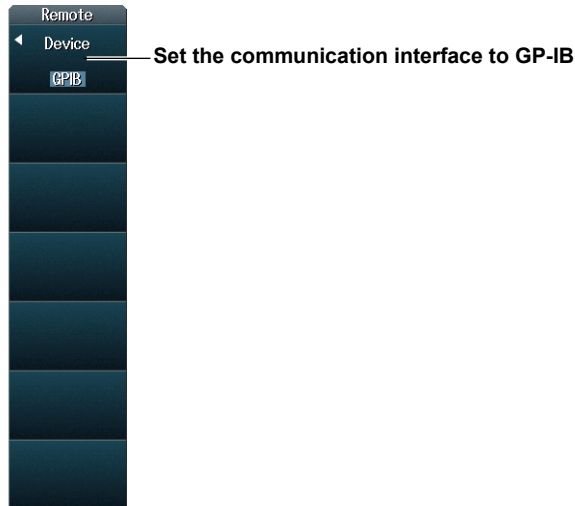 Remote
Device
Set the communication interface to GP-IB
GPIB